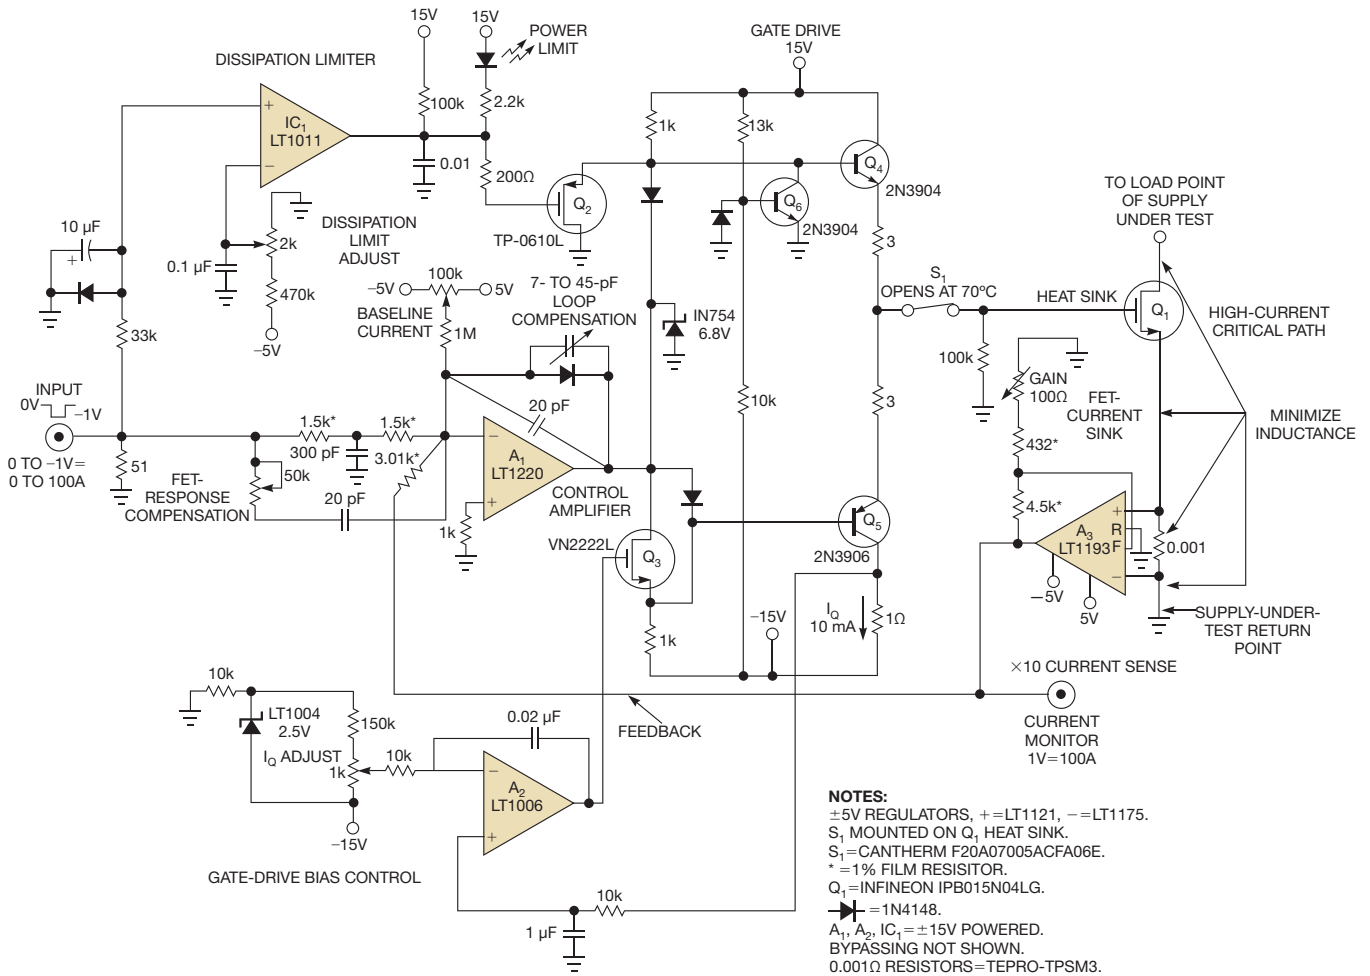 15V
15V
POWER
LIMIT
GATE DRIVE
15V
DISSIPATION LIMITER
+
IC1
LT1011
−
100k
2.2k
0.01
200Ω
Q2
TP-0610L
1k
13k
Q4
2N3904
Q6
2N3904
3
TO LOAD POINT
OF SUPPLY
UNDER TEST
10 µF
+
0.1 µF
2k
470k
−5V
DISSIPATION
LIMIT
ADJUST
33k
−5V
100k
5V
BASELINE
CURRENT
1M
7- TO 45-pF
LOOP
COMPENSATION
IN754
6.8V
S1
OPENS AT 70°C
HEAT SINK
Q1
HIGH-CURRENT
CRITICAL PATH
100k
GAIN
100Ω
FET-
CURRENT
SINK
MINIMIZE
INDUCTANCE
INPUT
0V
−1V
0 TO −1V=
0 TO 100A
51
1.5k*
300 pF
1.5k*
3.01k*
20 pF
−
A1
LT1220
+
1k
CONTROL
AMPLIFIER
10k
3
432*
4.5k*
50k
FET-
RESPONSE
COMPENSATION
20 pF
VN2222L
Q3
Q5
2N3906
+
R
F
−
A3
LT1193
0.001
−5V
5V
SUPPLY-UNDER-
TEST RETURN
POINT
1k
−15V
IQ
10 mA
1Ω
×10 CURRENT SENSE
CURRENT
MONITOR
1V=100A
FEEDBACK
10k
LT1004
2.5V
150k
IQ ADJUST
1k
10k
0.02 µF
−
A2
LT1006
+
−15V
GATE-DRIVE BIAS CONTROL
10k
1 µF
NOTES:
±5V REGULATORS, +=LT1121, −=LT1175.
S1 MOUNTED ON Q1 HEAT SINK.
S1=CANTHERM F20A07005ACFA06E.
* =1% FILM RESISITOR.
Q1=INFINEON IPB015N04LG.
=1N4148.
A1, A2, IC1=±15V POWERED.
BYPASSING NOT SHOWN.
0.001Ω RESISTORS=TEPRO-TPSM3.